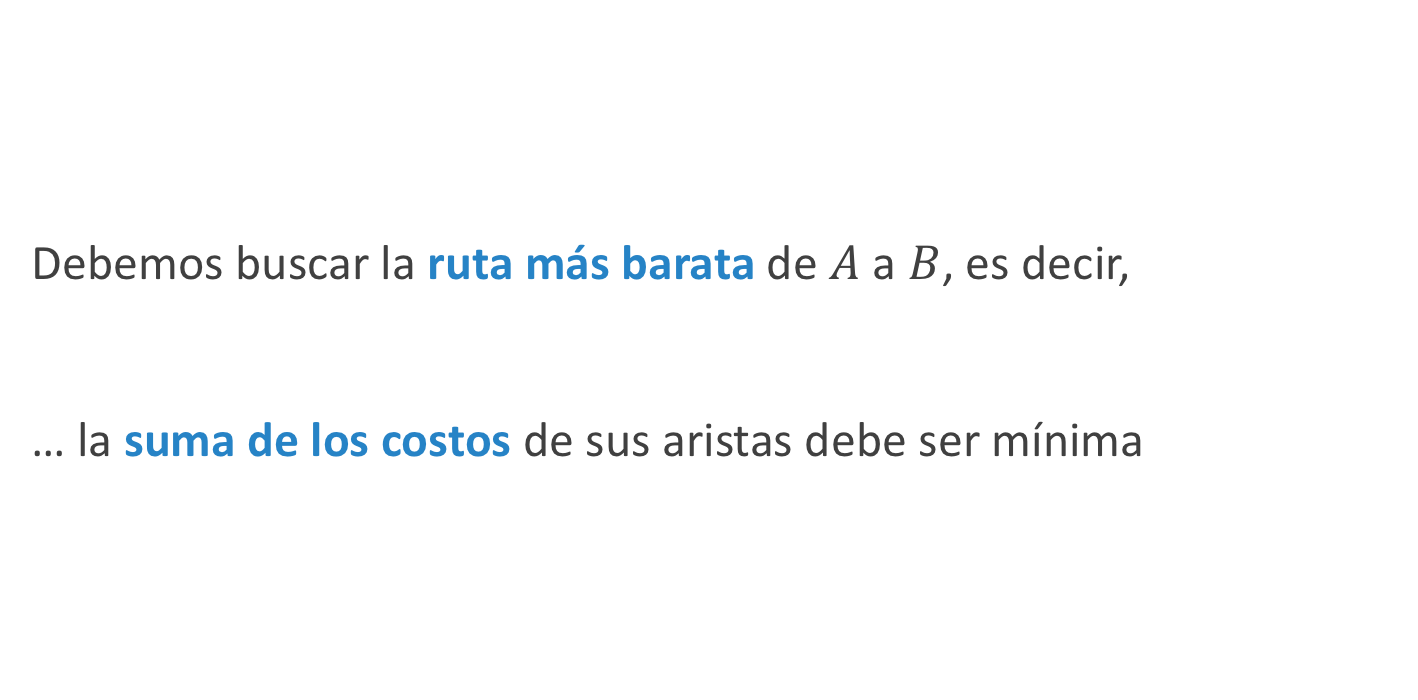 Debemos buscar la ruta más barata de A a B, es decir,
… la suma de los costos de sus aristas debe ser mínima